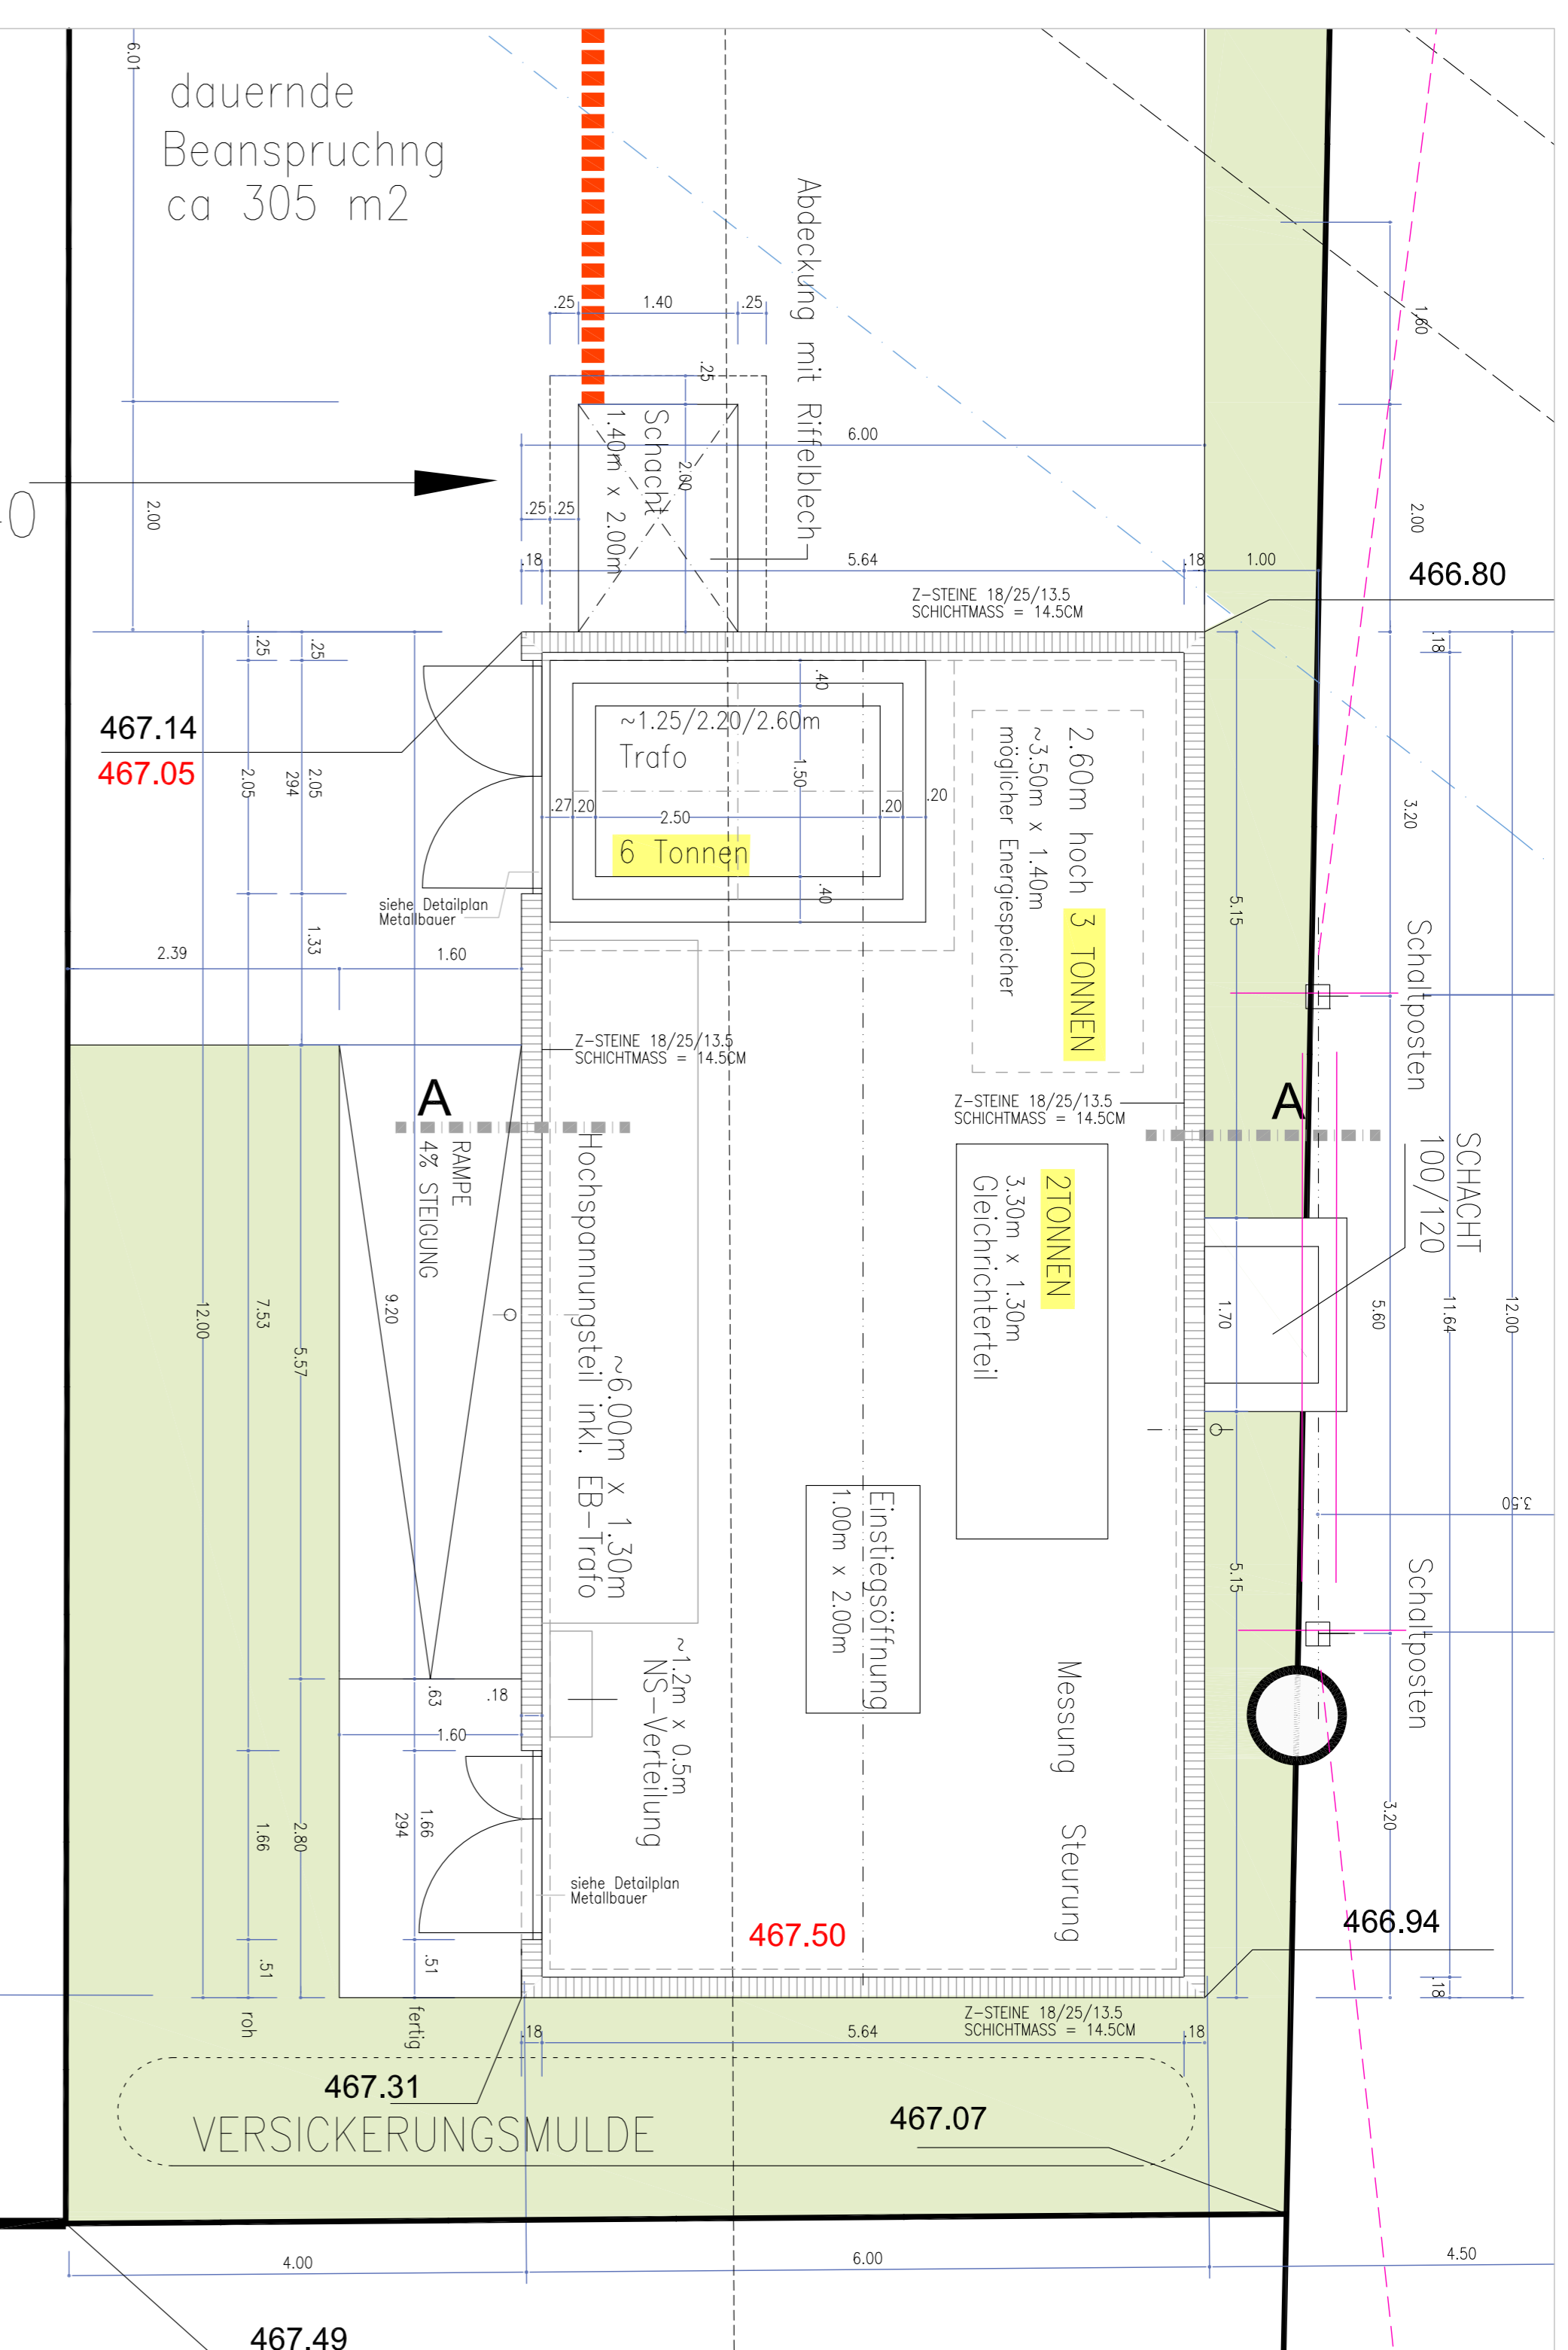 6.01
dauernde
Beanspruchng
ca 305 m2
Abdeckung mit Riffelblech
.25
1.40
.25
.25
1.60
6.00
Schacht
1.40m x 2.00m
2.00
2.00
2.00
0
.25
.25
.18
5.64
.18
1.00
466.80
Z-STEINE 18/25/13.5
SCHICHTMASS = 14.5CM
.25
.25
.18
467.14
467.05
2.05
2.05
294
~1.25/2.20/2.60m
Trafo
.40
1.50
.27
.20
2.50
.20
.20
6 Tonnen
.40
2.60m hoch 3 TONNEN
~3.50m x 1.40m
möglicher Energiespeicher
3.20
5.15
siehe Detailplan
Metallbauer
1.33
2.39
1.60
Schaltposten
Z-STEINE 18/25/13.5
SCHICHTMASS = 14.5CM
A
A
Z-STEINE 18/25/13.5
SCHICHTMASS = 14.5CM
RAMPE
4% STEIGUNG
SCHACHT
100/120
2TONNEN
3.30m x 1.30m
Gleichrichterteil
Hochspannungsteil inkl. EB-Trafo
~6.00m x 1.30m
12.00
7.53
5.57
9.20
1.70
5.60
11.64
12.00
Einstiegsöffnung
1.00m x 2.00m
3.50
5.15
Schaltposten
~1.2m x 0.5m
NS-Verteilung
Messung
Steurung
.63
.18
1.60
1.66
2.80
1.66
294
3.20
siehe Detailplan
Metallbauer
467.50
466.94
.51
.51
.18
roh
fertig
.18
5.64
.18
Z-STEINE 18/25/13.5
SCHICHTMASS = 14.5CM
467.31
467.07
VERSICKERUNGSMULDE
4.00
6.00
4.50
467.49